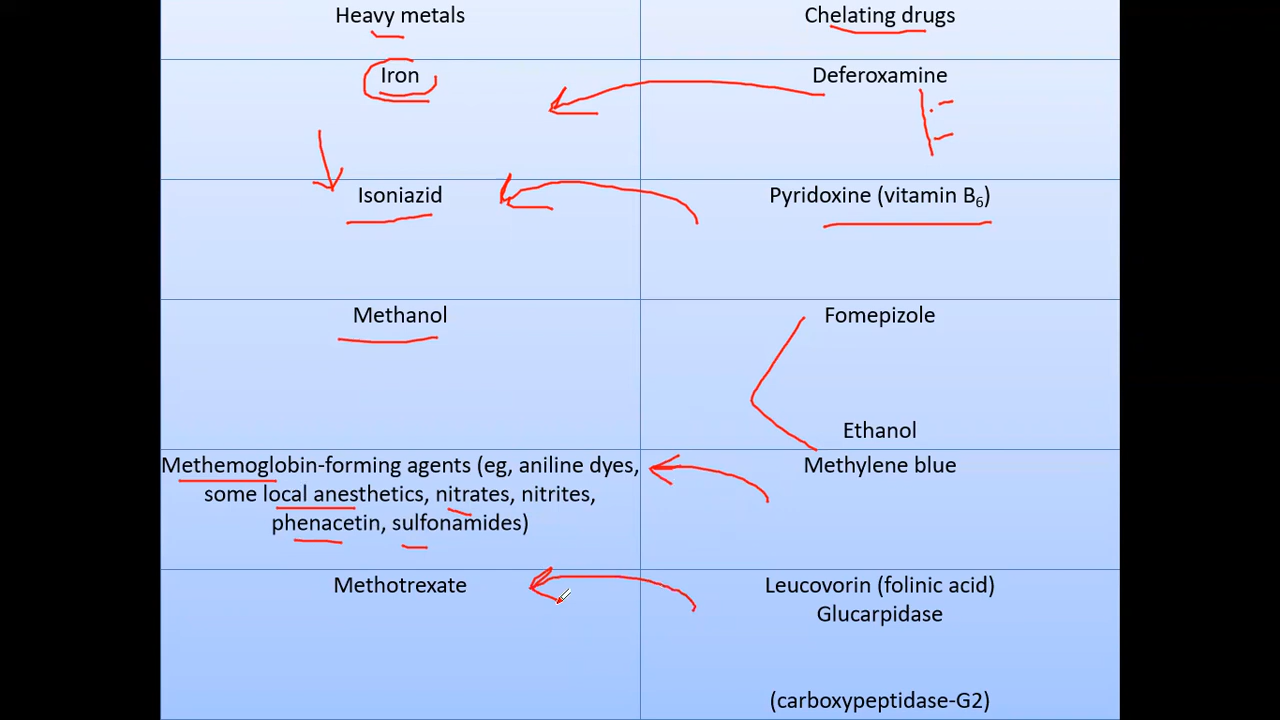 Heavy metals
Chelating drugs
Iron
Deferoxamine
Isoniazid
Pyridoxine (vitamin B₆)
Methanol
Fomepizole
Ethanol
Methemoglobin-forming agents (eg, aniline dyes,
some local anesthetics, nitrates, nitrites,
phenacetin, sulfonamides)
Methylene blue
Methotrexate
Leucovorin (folinic acid)
Glucarpidase
(carboxypeptidase-G2)